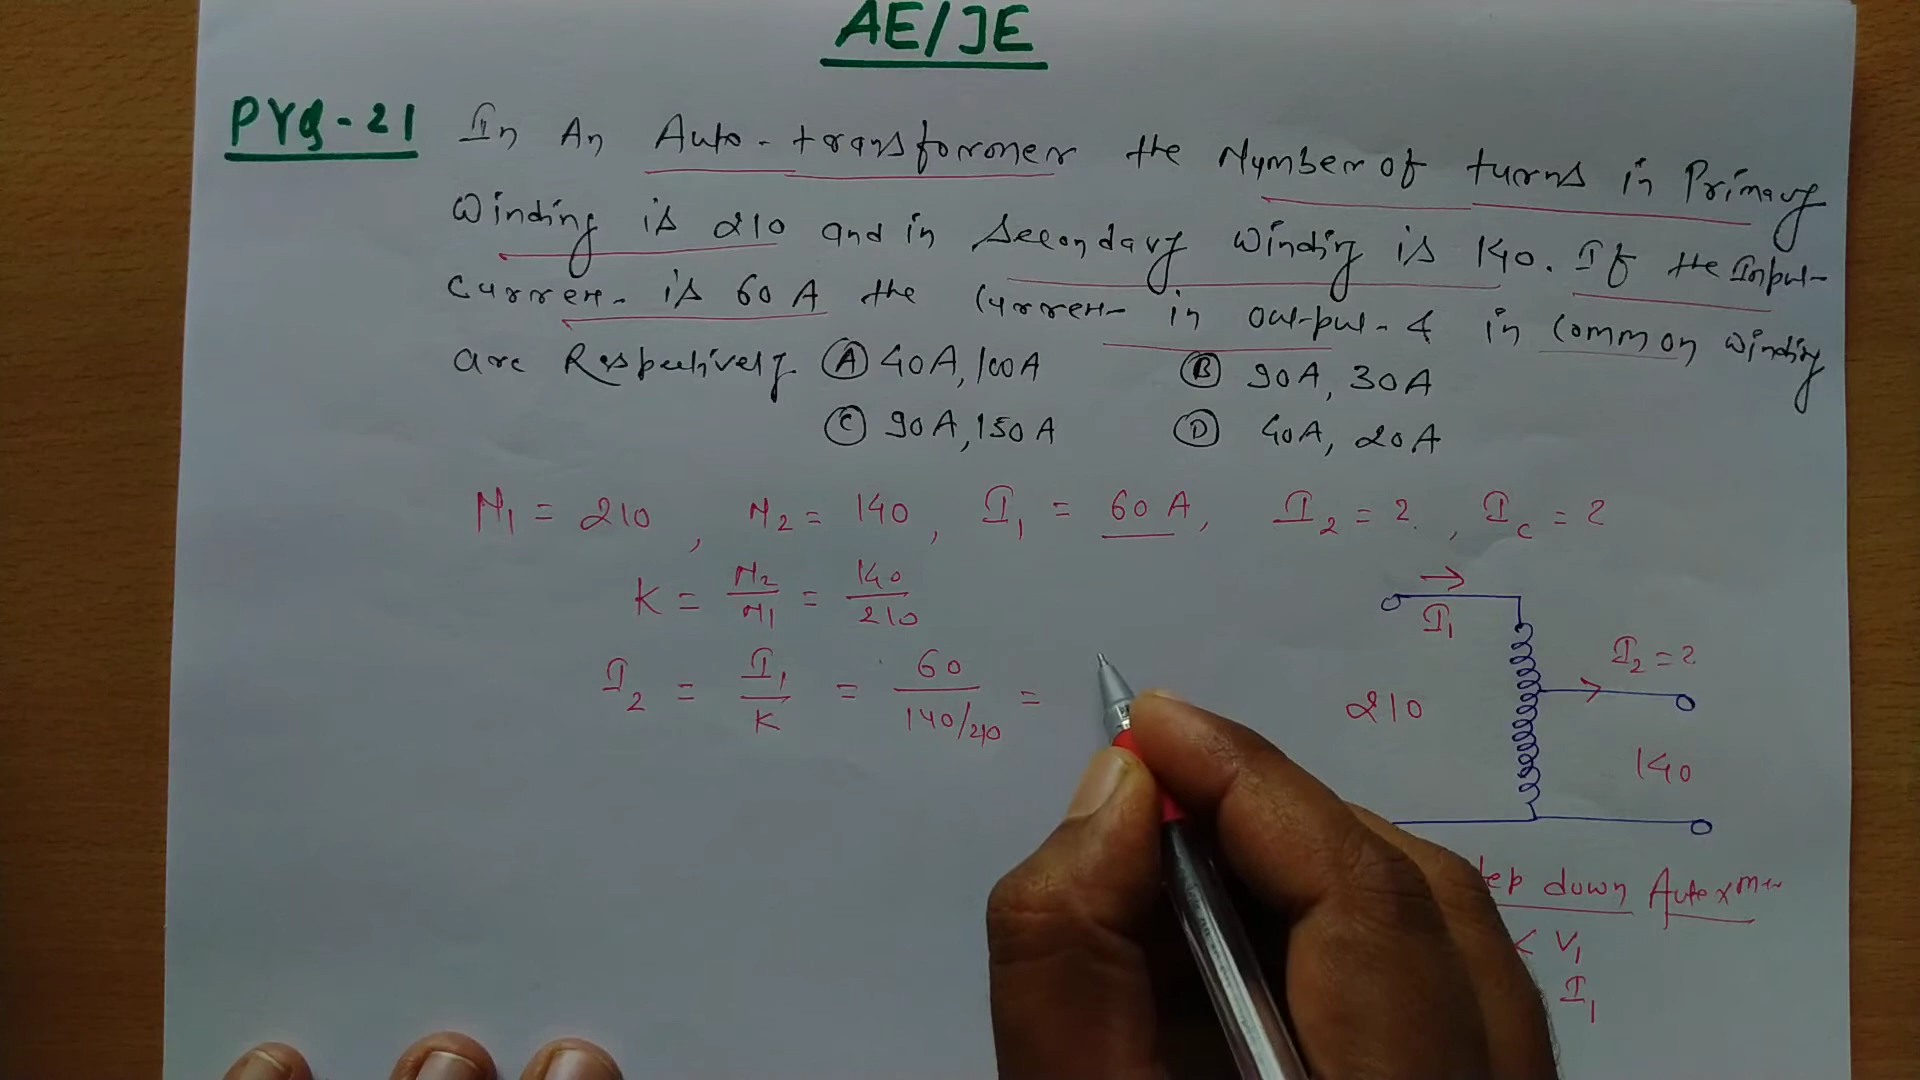 AE/JE
PYQ-21 In An Auto-transformer the Number of turns in Primary
Winding is 210 and in Secondary Winding is 140. If the Input
Current is 60 A the Current in output & in Common Winding
are Respectively (A) 40A, 100A (B) 90A, 30A
(C) 90A, 150A (D) 40A, 20A
N1 = 210, N2 = 140, I1 = 60 A, I2 = ?, Ic = ?
K = N2/N1 = 140/210
I2 = I1/K = 60/(140/210) =
I1
I2 = ?
210
140
down Auto xmer
< V1
I1